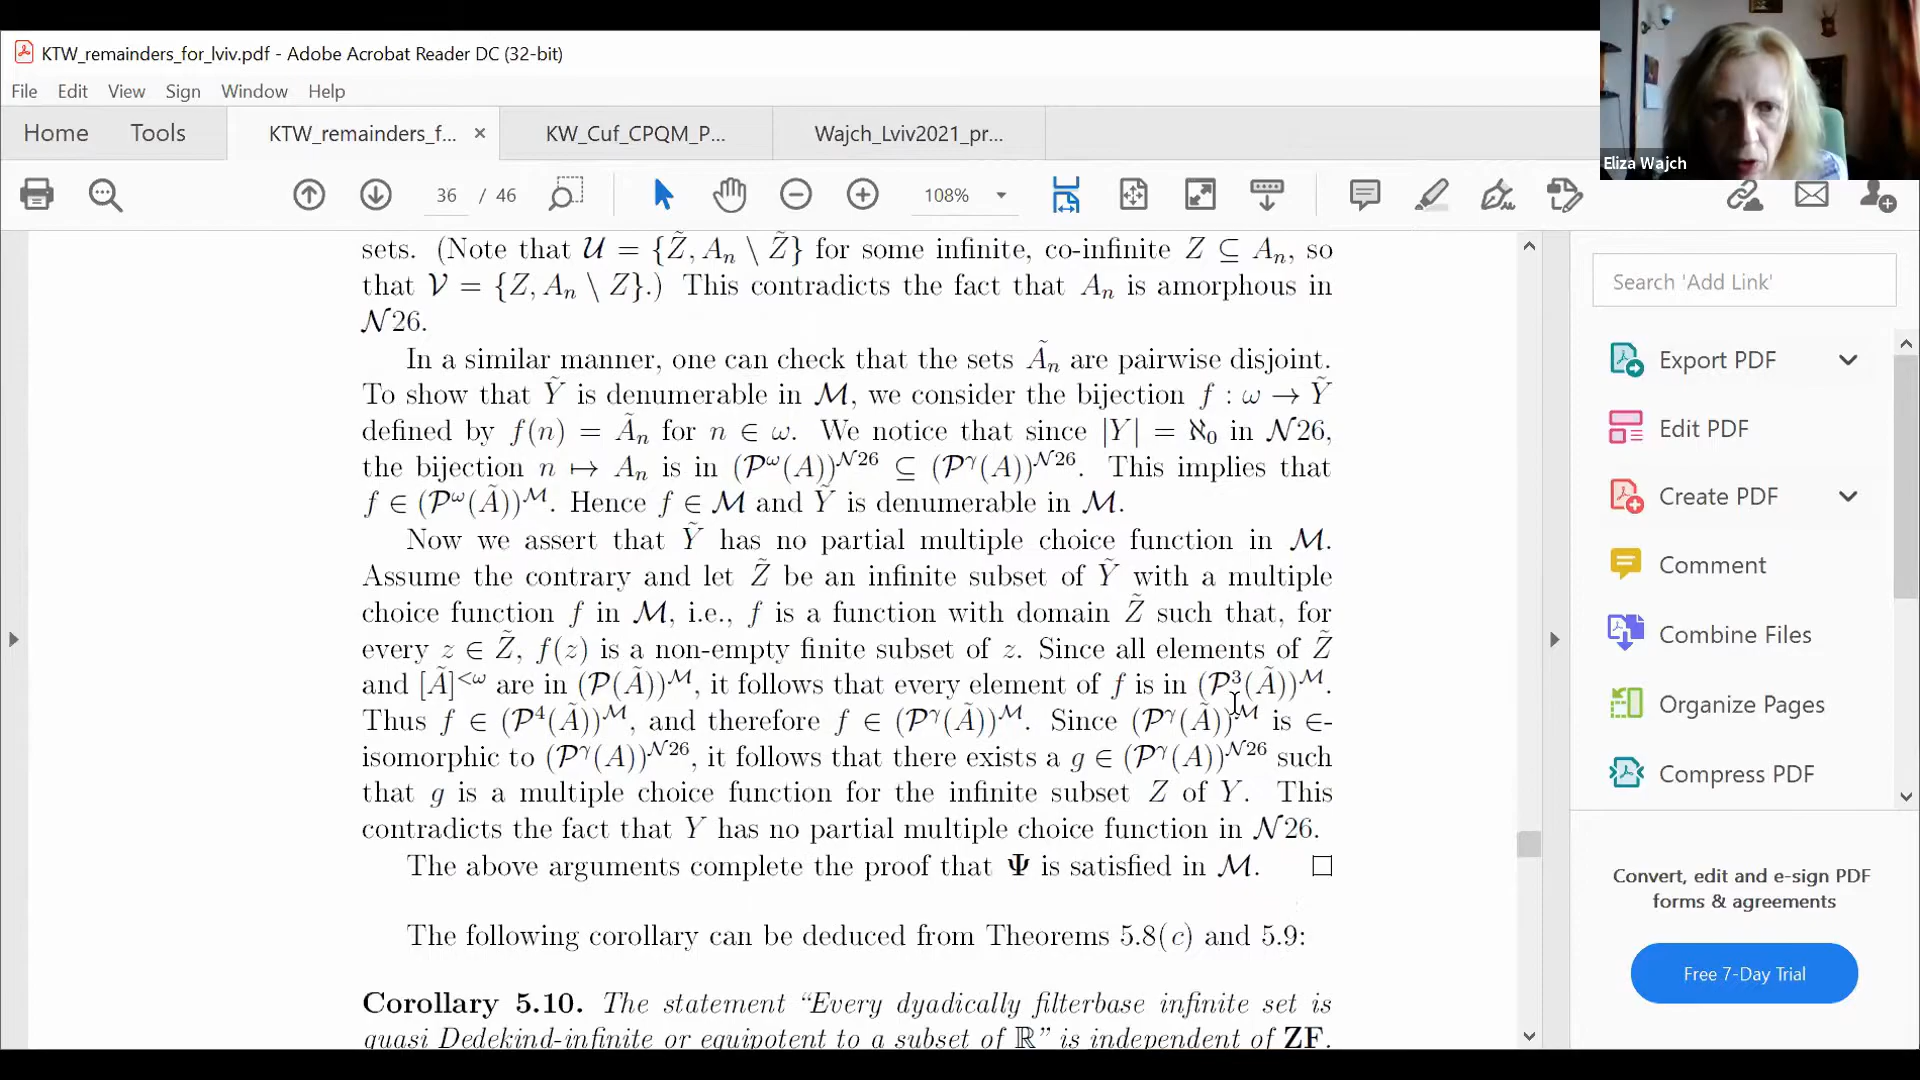 KTW_remainders_for_lviv.pdf - Adobe Acrobat Reader DC (32-bit)
File Edit View Sign Window Help
Home Tools KTW_remainders_f... × KW_Cuf_CPQM_P... Wajch_Lviv2021_pr...
Eliza Wajch
36 / 46 108%
sets. (Note that 𝒰 = {Z̃, Aₙ \ Z̃} for some infinite, co-infinite Z ⊆ Aₙ, so
that 𝒱 = {Z, Aₙ \ Z}.) This contradicts the fact that Aₙ is amorphous in
𝒩26.
In a similar manner, one can check that the sets Ãₙ are pairwise disjoint.
To show that Ỹ is denumerable in ℳ, we consider the bijection f : ω → Ỹ
defined by f(n) = Ãₙ for n ∈ ω. We notice that since |Y| = ℵ₀ in 𝒩26,
the bijection n ↦ Aₙ is in (𝒫^ω(A))^𝒩26 ⊆ (𝒫^γ(A))^𝒩26. This implies that
f ∈ (𝒫^ω(Ã))^ℳ. Hence f ∈ ℳ and Ỹ is denumerable in ℳ.
Now we assert that Ỹ has no partial multiple choice function in ℳ.
Assume the contrary and let Z̃ be an infinite subset of Ỹ with a multiple
choice function f in ℳ, i.e., f is a function with domain Z̃ such that, for
every z ∈ Z̃, f(z) is a non-empty finite subset of z. Since all elements of Z̃
and [Ã]^{<ω} are in (𝒫(Ã))^ℳ, it follows that every element of f is in (𝒫³(Ã))^ℳ.
Thus f ∈ (𝒫⁴(Ã))^ℳ, and therefore f ∈ (𝒫^γ(Ã))^ℳ. Since (𝒫^γ(Ã))^ℳ is ∈-
isomorphic to (𝒫^γ(A))^𝒩26, it follows that there exists a g ∈ (𝒫^γ(A))^𝒩26 such
that g is a multiple choice function for the infinite subset Z of Y. This
contradicts the fact that Y has no partial multiple choice function in 𝒩26.
The above arguments complete the proof that Ψ is satisfied in ℳ. □
The following corollary can be deduced from Theorems 5.8(c) and 5.9:
Corollary 5.10. The statement “Every dyadically filterbase infinite set is
quasi Dedekind-infinite or equipotent to a subset of ℝ” is independent of ZF.
Search 'Add Link'
Export PDF
Edit PDF
Create PDF
Comment
Combine Files
Organize Pages
Compress PDF
Convert, edit and e-sign PDF
forms & agreements
Free 7-Day Trial